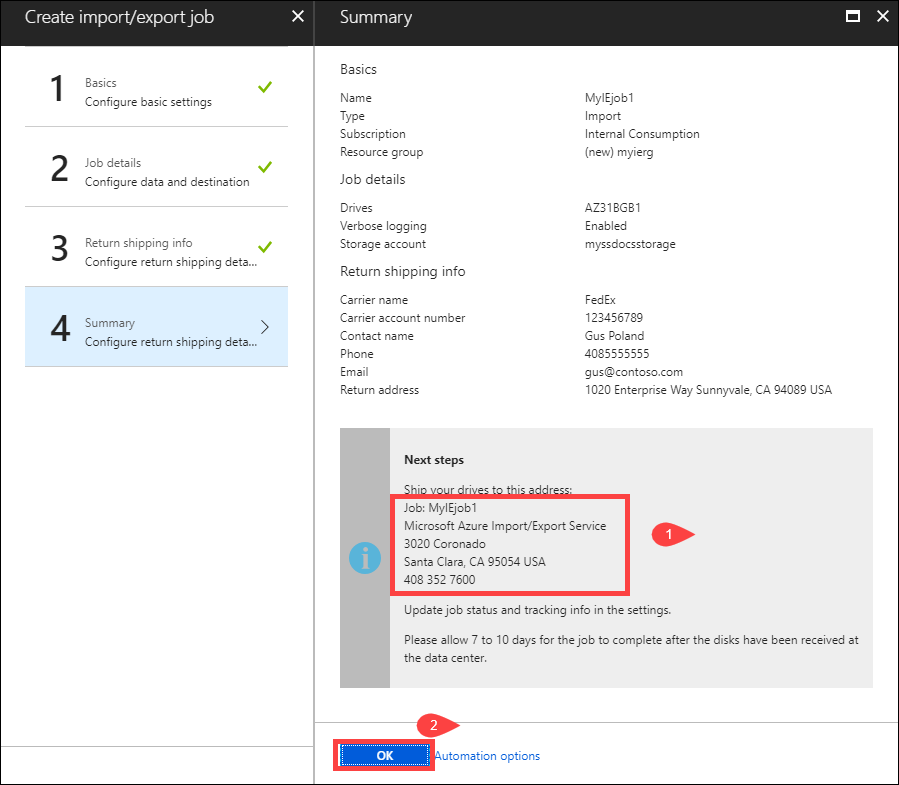 Create import/export job
1
Basics
Configure basic settings
2
Job details
Configure data and destination
3
Return shipping info
Configure return shipping deta...
4
Summary
Configure return shipping deta...
Summary
Basics
Name MyIEjob1
Type Import
Subscription Internal Consumption
Resource group (new) myierg
Job details
Drives AZ31BGB1
Verbose logging Enabled
Storage account myssdocsstorage
Return shipping info
Carrier name FedEx
Carrier account number 123456789
Contact name Gus Poland
Phone 4085555555
Email gus@contoso.com
Return address 1020 Enterprise Way Sunnyvale, CA 94089 USA
Next steps
Ship your drives to this address:
Job: MyIEjob1
Microsoft Azure Import/Export Service
3020 Coronado
Santa Clara, CA 95054 USA
408 352 7600
1
Update job status and tracking info in the settings.
Please allow 7 to 10 days for the job to complete after the disks have been received at
the data center.
2
OK Automation options